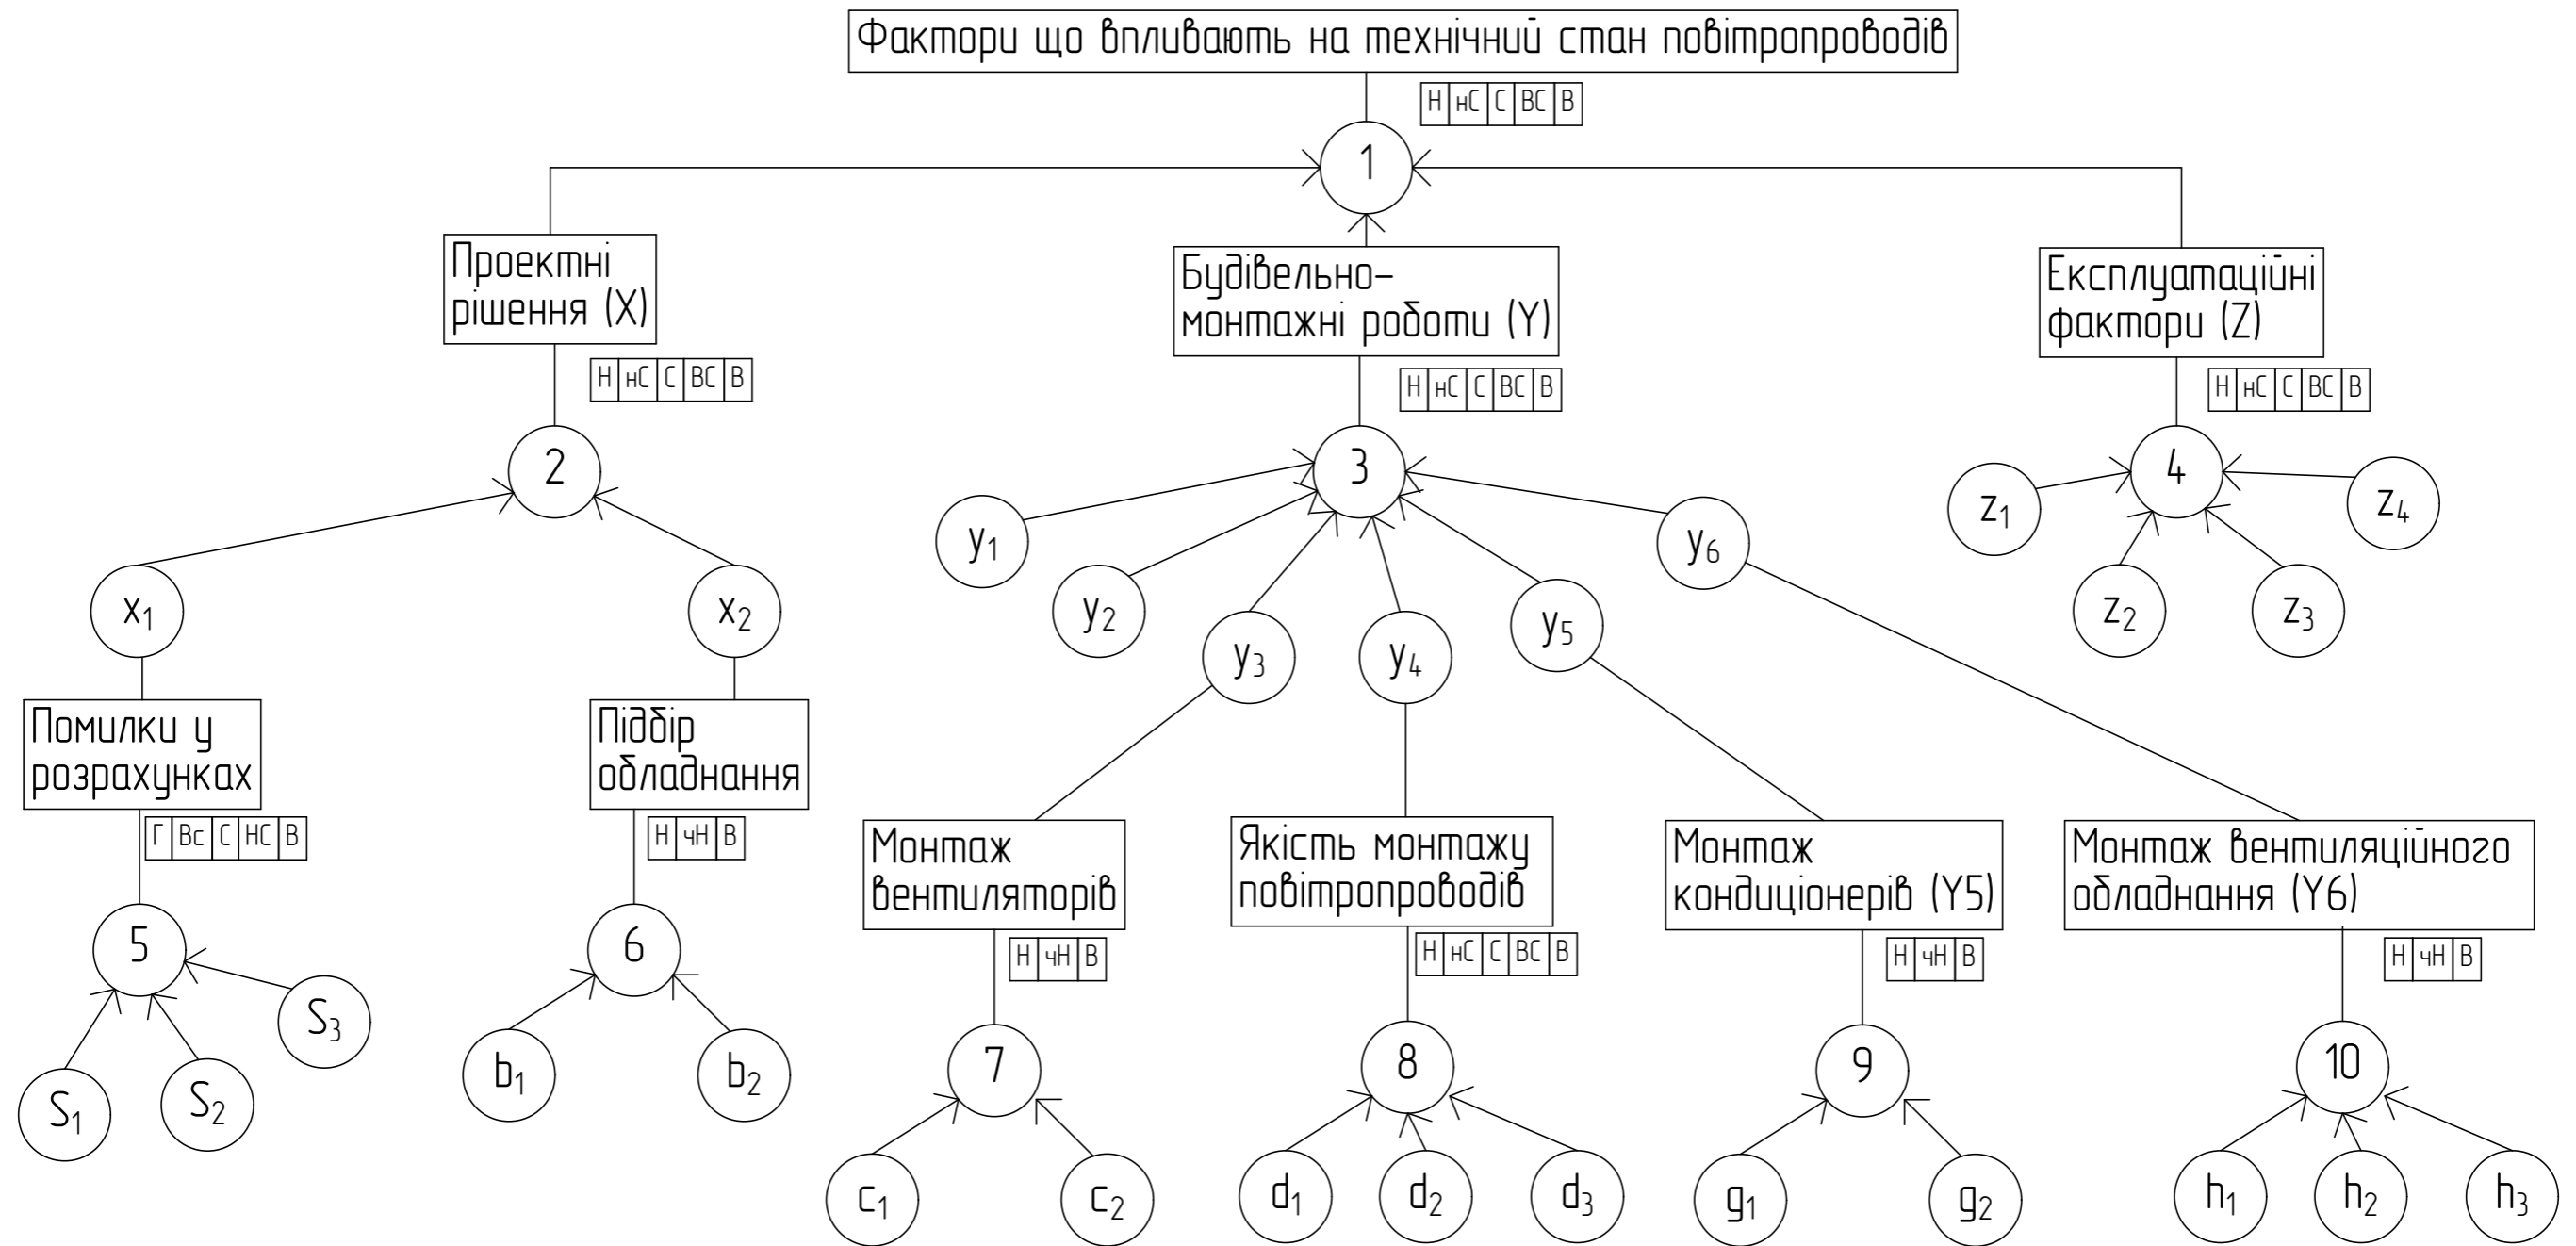 Фактори що впливають на технічний стан повітропроводів
Н нС С ВС В
1
Проектні
рішення (X)
Будівельно-
монтажні роботи (Y)
Експлуатаційні
фактори (Z)
Н нС С ВС В
Н нС С ВС В
Н нС С ВС В
2
3
4
x1
x2
y1
y2
y3
y4
y5
y6
z1
z2
z3
z4
Помилки у
розрахунках
Підбір
обладнання
Г Вс С НС В
Н чН В
Монтаж
вентиляторів
Якість монтажу
повітропроводів
Монтаж
кондиціонерів (Y5)
Монтаж вентиляційного
обладнання (Y6)
Н чН В
Н нС С ВС В
Н чН В
Н чН В
5
6
7
8
9
10
S1
S2
S3
b1
b2
c1
c2
d1
d2
d3
g1
g2
h1
h2
h3